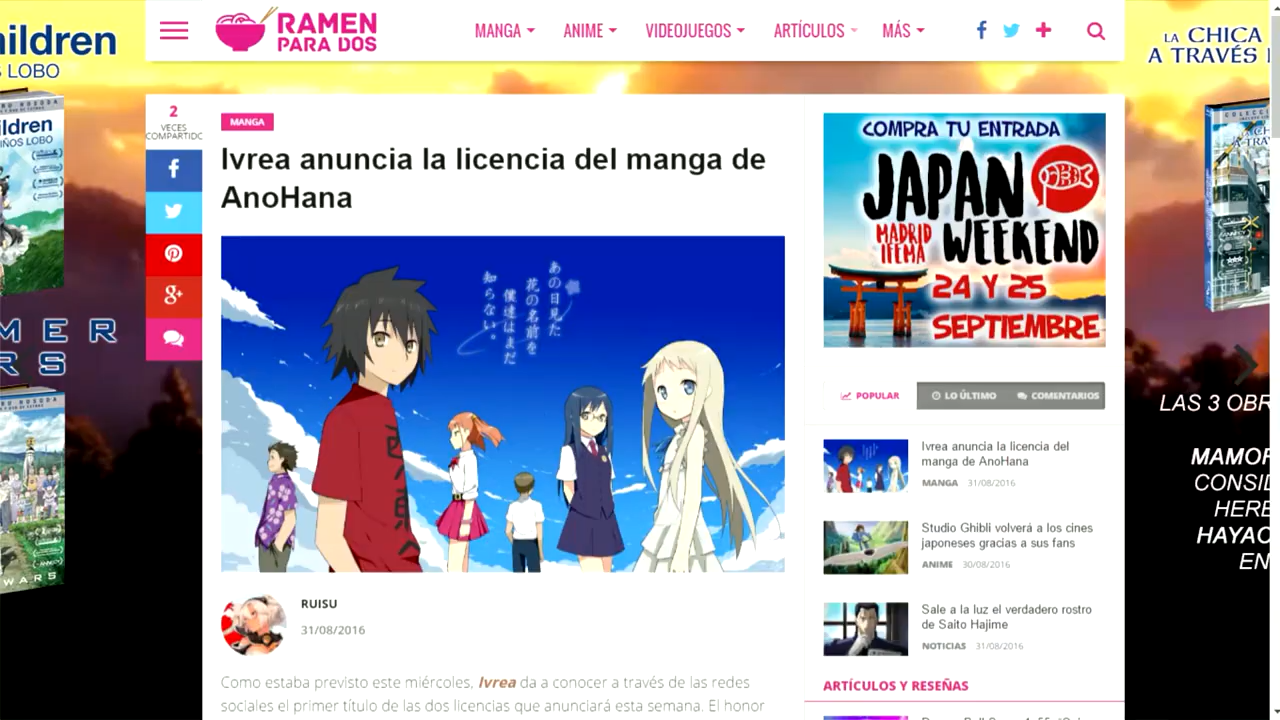 ildren
S LOBO
RAMEN
PARA DOS
MANGA
ANIME
VIDEOJUEGOS
ARTÍCULOS
MÁS
LA CHICA
A TRAVÉS
2
VECES
COMPARTIDO
MANGA
Ivrea anuncia la licencia del manga de
AnoHana
あの日見た
花の名前を
僕達はまだ
知らない。
RUISU
31/08/2016
Como estaba previsto este miércoles, Ivrea da a conocer a través de las redes
sociales el primer título de las dos licencias que anunciará esta semana. El honor
COMPRA TU ENTRADA
JAPAN
MADRID
IFEMA
WEEKEND
24 Y 25
SEPTIEMBRE
POPULAR
LO ÚLTIMO
COMENTARIOS
Ivrea anuncia la licencia del
manga de AnoHana
MANGA 31/08/2016
Studio Ghibli volverá a los cines
japoneses gracias a sus fans
ANIME 30/08/2016
Sale a la luz el verdadero rostro
de Saito Hajime
NOTICIAS 31/08/2016
ARTÍCULOS Y RESEÑAS
ildren
IÑOS LOBO
MER
RS
WARS
LAS 3 OBR
MAMOR
CONSID
HERE
HAYAO
EN